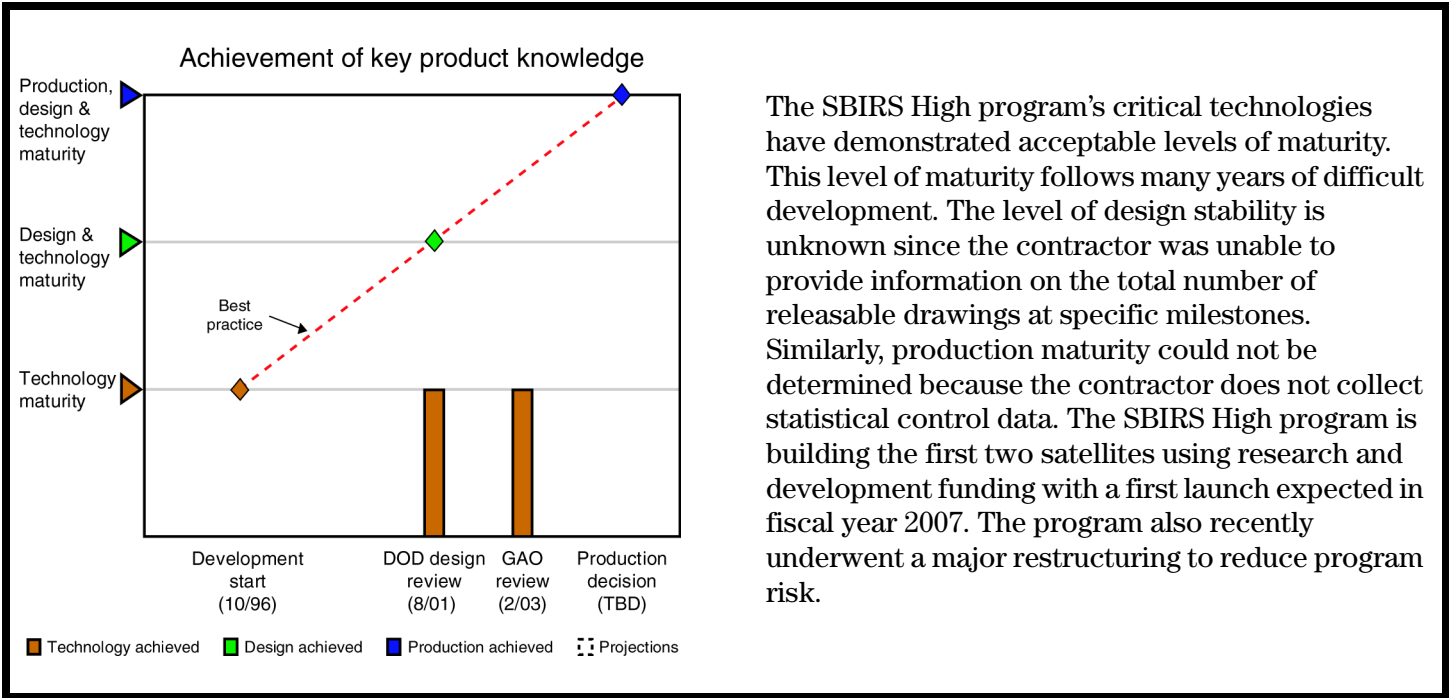 Achievement of key product knowledge
Production,
design &
technology
maturity
Design &
technology
maturity
Best
practice
Technology
maturity
Development
start
(10/96)
DOD design
review
(8/01)
GAO
review
(2/03)
Production
decision
(TBD)
Technology achieved
Design achieved
Production achieved
Projections
The SBIRS High program’s critical technologies
have demonstrated acceptable levels of maturity.
This level of maturity follows many years of difficult
development. The level of design stability is
unknown since the contractor was unable to
provide information on the total number of
releasable drawings at specific milestones.
Similarly, production maturity could not be
determined because the contractor does not collect
statistical control data. The SBIRS High program is
building the first two satellites using research and
development funding with a first launch expected in
fiscal year 2007. The program also recently
underwent a major restructuring to reduce program
risk.